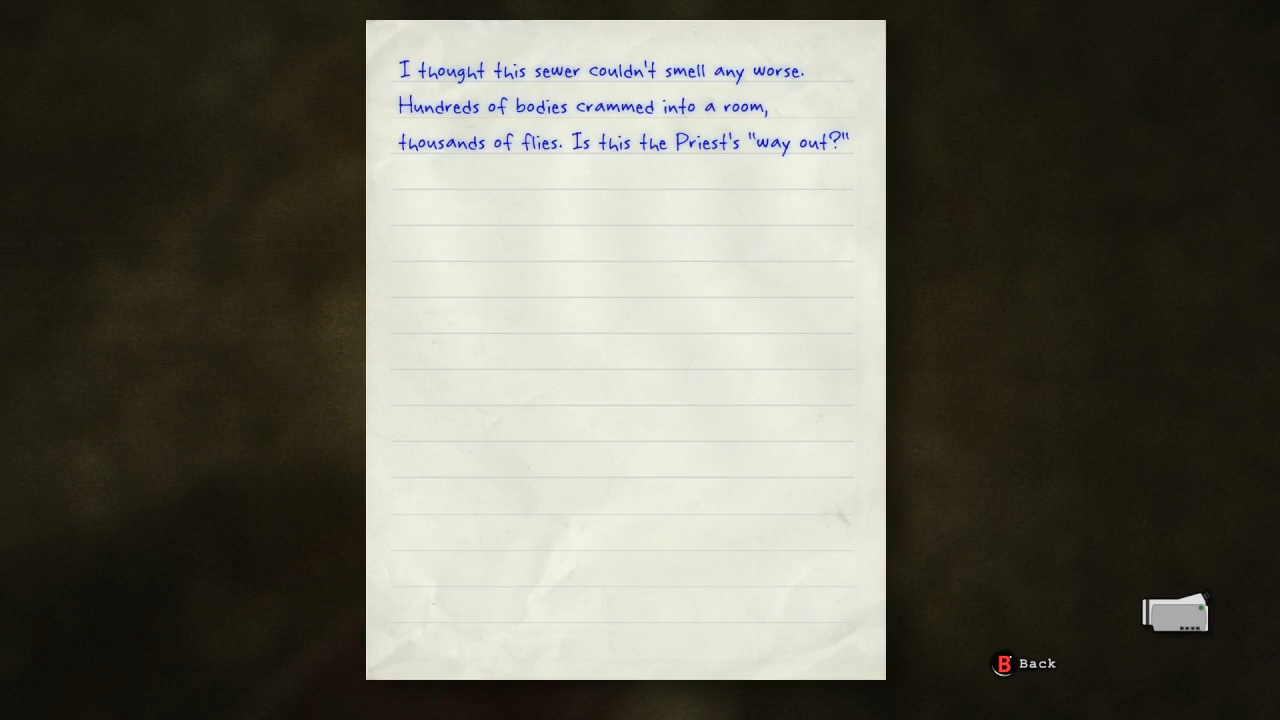 I thought this sewer couldn't smell any worse.
Hundreds of bodies crammed into a room,
thousands of flies. Is this the Priest's "way out?"
B Back